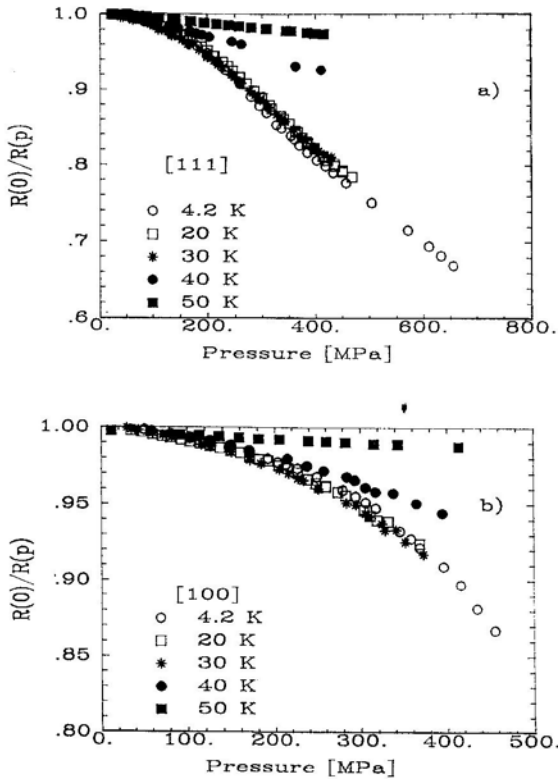 1.
.9
.8
.7
.6
R(0)/R(p)
a)
[111]
4.2 K
20 K
30 K
40 K
50 K
0. 200. 400. 600. 800.
Pressure [MPa]
1.00
.95
.90
.85
.80
R(0)/R(p)
b)
[100]
4.2 K
20 K
30 K
40 K
50 K
0. 100. 200. 300. 400. 500.
Pressure [MPa]